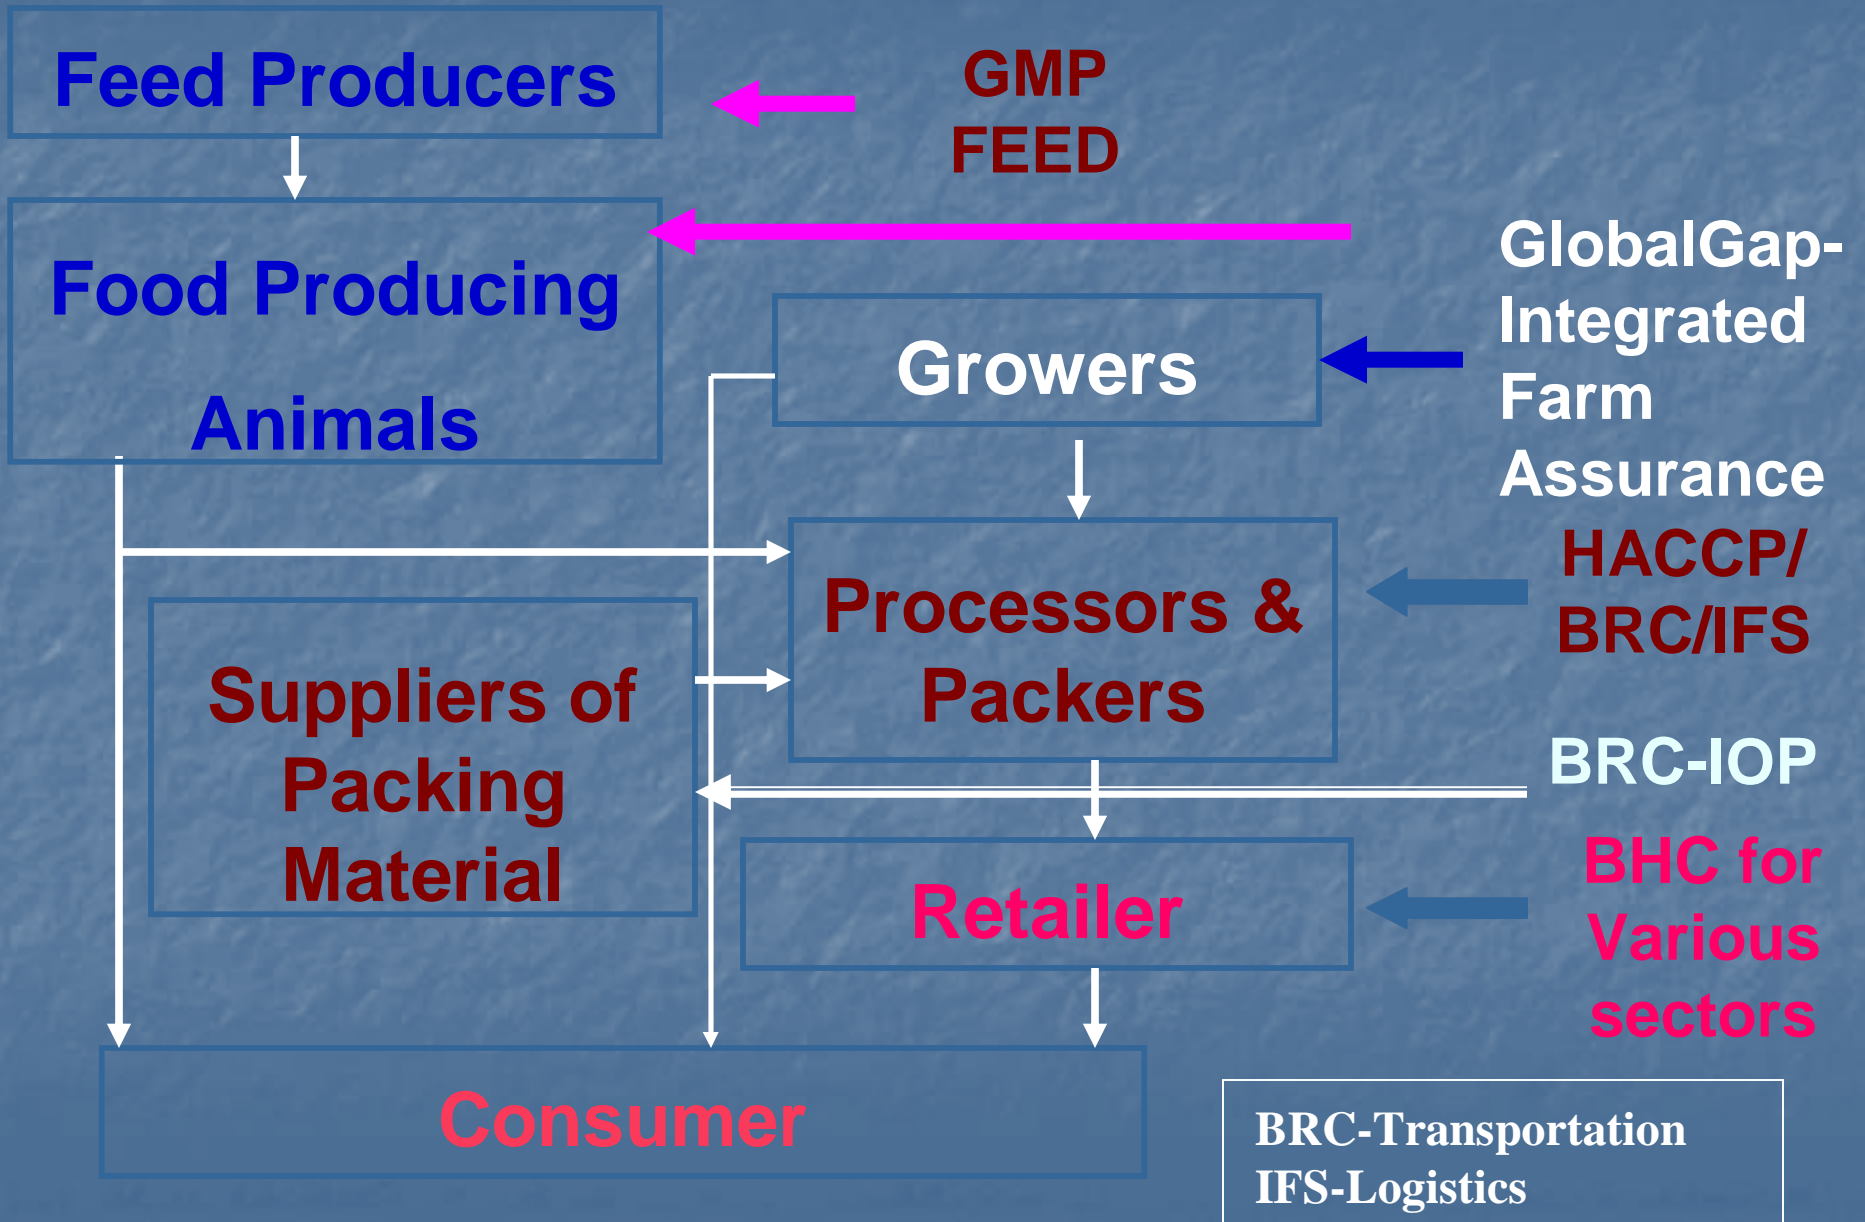 Feed Producers
GMP
FEED
Food Producing
Animals
GlobalGap-
Integrated
Farm
Assurance
Growers
HACCP/
BRC/IFS
Processors &
Packers
Suppliers of
Packing
Material
BRC-IOP
BHC for
Various
sectors
Retailer
Consumer
BRC-Transportation
IFS-Logistics